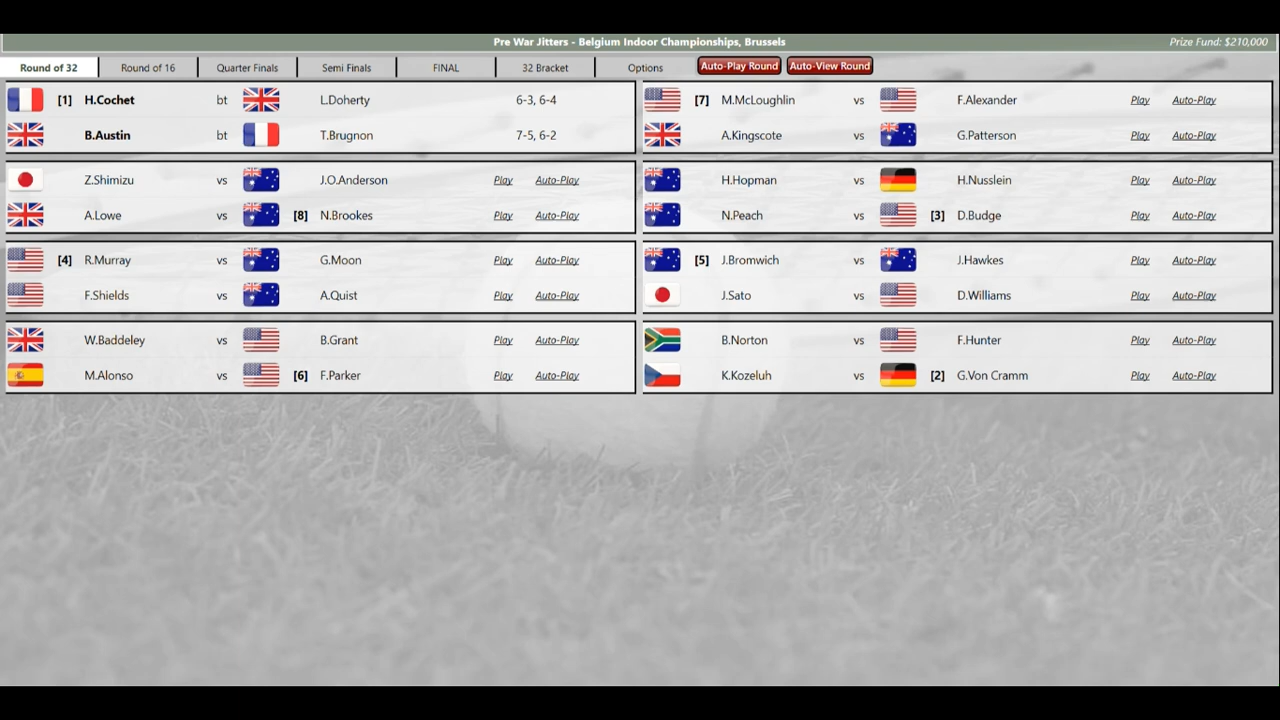 Pre War Jitters - Belgium Indoor Championships, Brussels
Prize Fund: $210,000
Round of 32 Round of 16 Quarter Finals Semi Finals FINAL 32 Bracket Options Auto-Play Round Auto-View Round
[1] H.Cochet bt L.Doherty 6-3, 6-4
B.Austin bt T.Brugnon 7-5, 6-2
Z.Shimizu vs J.O.Anderson Play Auto-Play
A.Lowe vs [8] N.Brookes Play Auto-Play
[4] R.Murray vs G.Moon Play Auto-Play
F.Shields vs A.Quist Play Auto-Play
W.Baddeley vs B.Grant Play Auto-Play
M.Alonso vs [6] F.Parker Play Auto-Play
[7] M.McLoughlin vs F.Alexander Play Auto-Play
A.Kingscote vs G.Patterson Play Auto-Play
H.Hopman vs H.Nusslein Play Auto-Play
N.Peach vs [3] D.Budge Play Auto-Play
[5] J.Bromwich vs J.Hawkes Play Auto-Play
J.Sato vs D.Williams Play Auto-Play
B.Norton vs F.Hunter Play Auto-Play
K.Kozeluh vs [2] G.Von Cramm Play Auto-Play